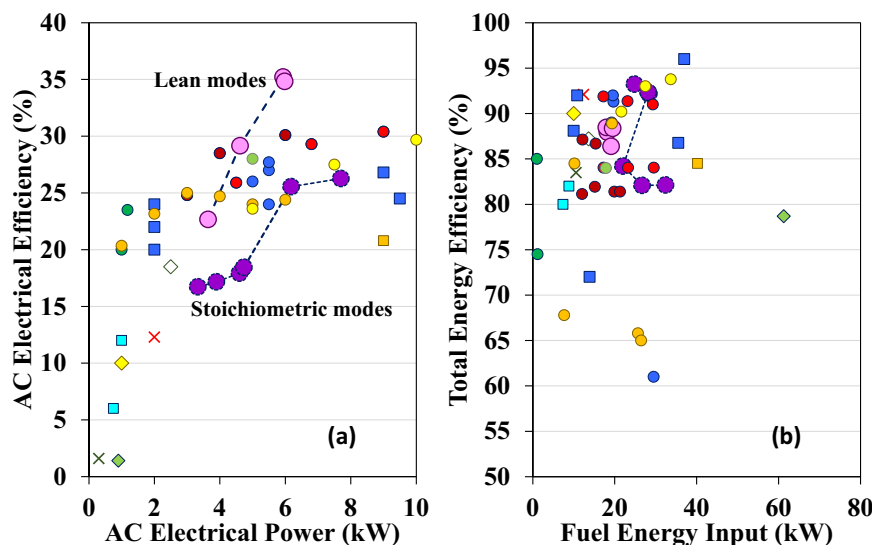 AC Electrical Efficiency (%)
40
35
30
25
20
15
10
5
0
0 2 4 6 8 10
AC Electrical Power (kW)
Lean modes
Stoichiometric modes
(a)
Total Energy Efficiency (%)
100
95
90
85
80
75
70
65
60
55
50
0 20 40 60 80
Fuel Energy Input (kW)
(b)